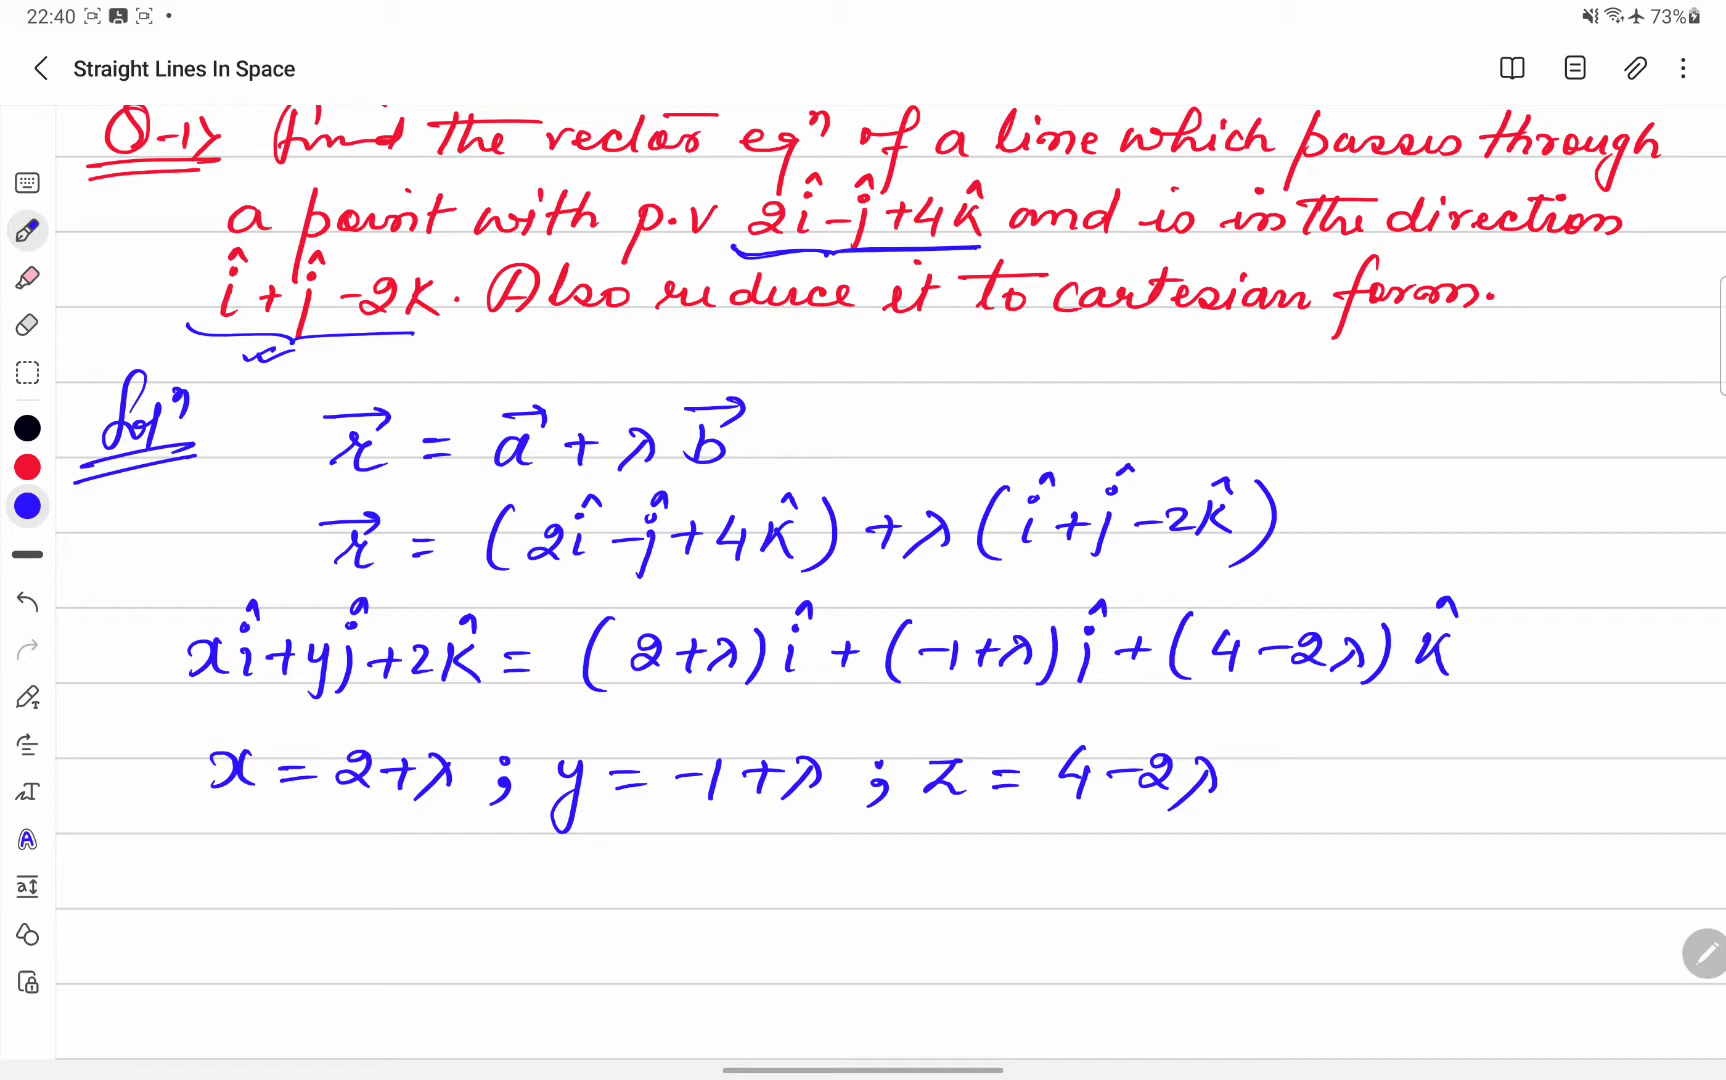 22:40 73%
Straight Lines In Space
Q-1) find the vector eqⁿ of a line which passes through
a point with p.v 2î-ĵ+4k̂ and is in the direction
î+ĵ-2k. Also reduce it to cartesian form.
Solⁿ r⃗ = a⃗ + λ b⃗
r⃗ = (2î-ĵ+4k̂) + λ(î+ĵ-2k̂)
xî+yĵ+zk̂ = (2+λ)î + (-1+λ)ĵ + (4-2λ)k̂
x = 2+λ ; y = -1+λ ; z = 4-2λ